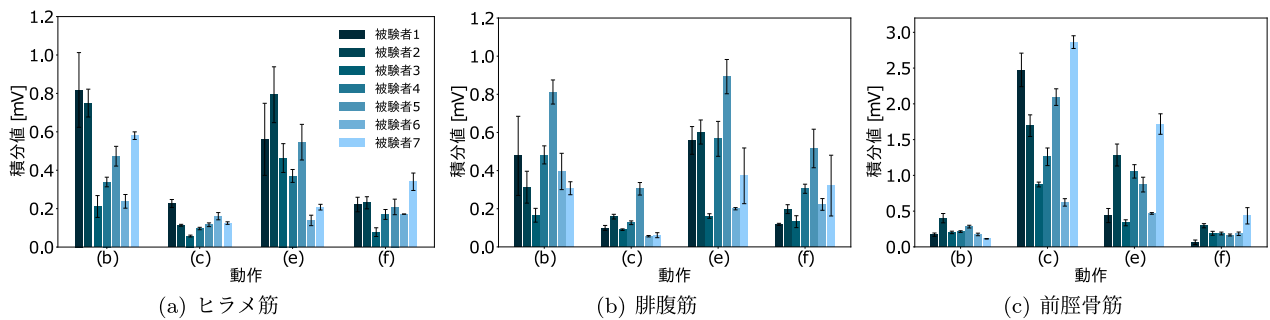 1.2
1.0
0.8
0.6
0.4
0.2
0.0
積分値 [mV]
被験者1
被験者2
被験者3
被験者4
被験者5
被験者6
被験者7
(b) (c) (e) (f)
動作
(a) ヒラメ筋
1.2
1.0
0.8
0.6
0.4
0.2
0.0
積分値 [mV]
(b) (c) (e) (f)
動作
(b) 腓腹筋
3.0
2.5
2.0
1.5
1.0
0.5
0.0
積分値 [mV]
(b) (c) (e) (f)
動作
(c) 前脛骨筋